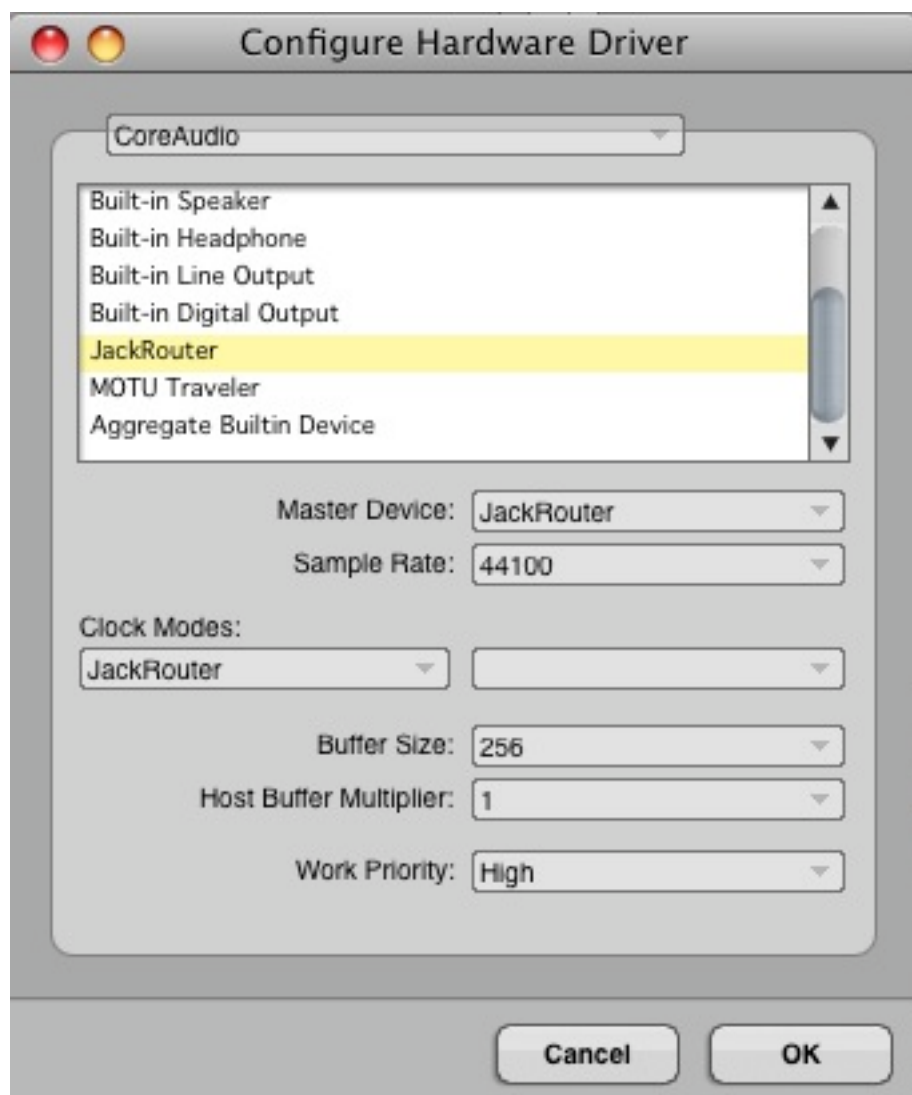 Configure Hardware Driver
CoreAudio
Built-in Speaker
Built-in Headphone
Built-in Line Output
Built-in Digital Output
JackRouter
MOTU Traveler
Aggregate Builtin Device
Master Device: JackRouter
Sample Rate: 44100
Clock Modes:
JackRouter
Buffer Size: 256
Host Buffer Multiplier: 1
Work Priority: High
Cancel OK